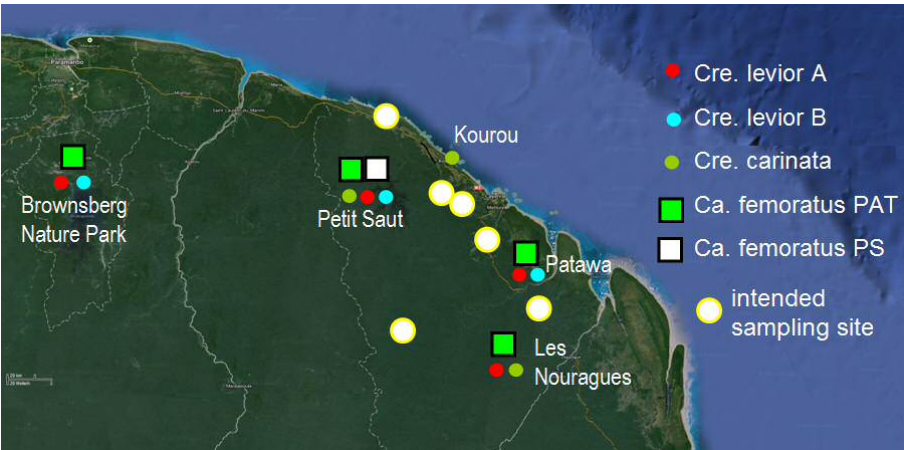 Paramaribo
Kourou
Cre. levior A
Cre. levior B
Cre. carinata
Ca. femoratus PAT
Ca. femoratus PS
intended
sampling site
Brownsberg
Nature Park
Petit Saut
Patawa
Les
Nouragues